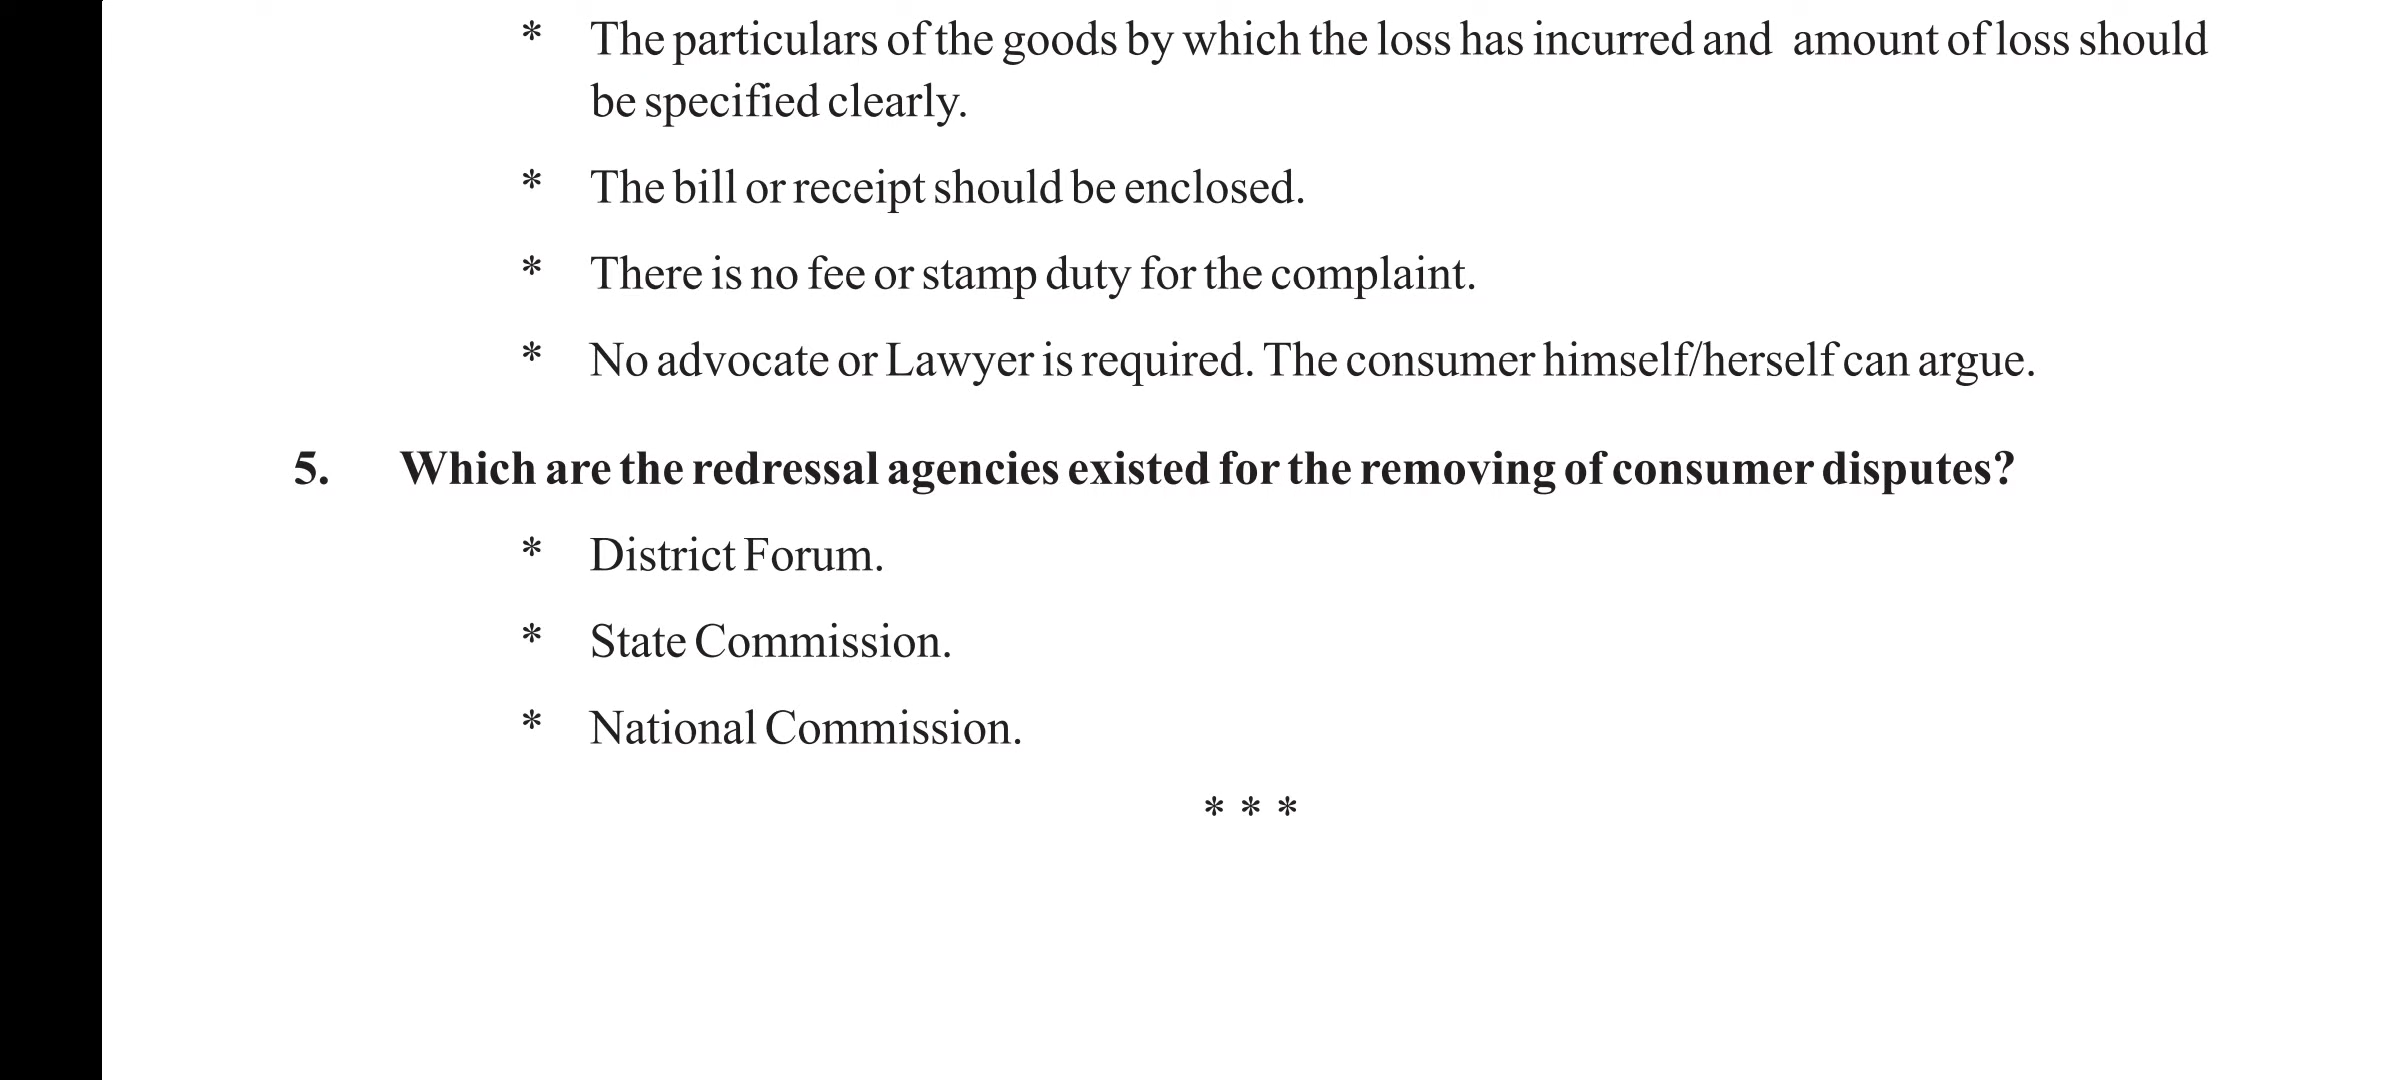 * The particulars of the goods by which the loss has incurred and amount of loss should
be specified clearly.
* The bill or receipt should be enclosed.
* There is no fee or stamp duty for the complaint.
* No advocate or Lawyer is required. The consumer himself/herself can argue.
5. Which are the redressal agencies existed for the removing of consumer disputes?
* District Forum.
* State Commission.
* National Commission.
* * *